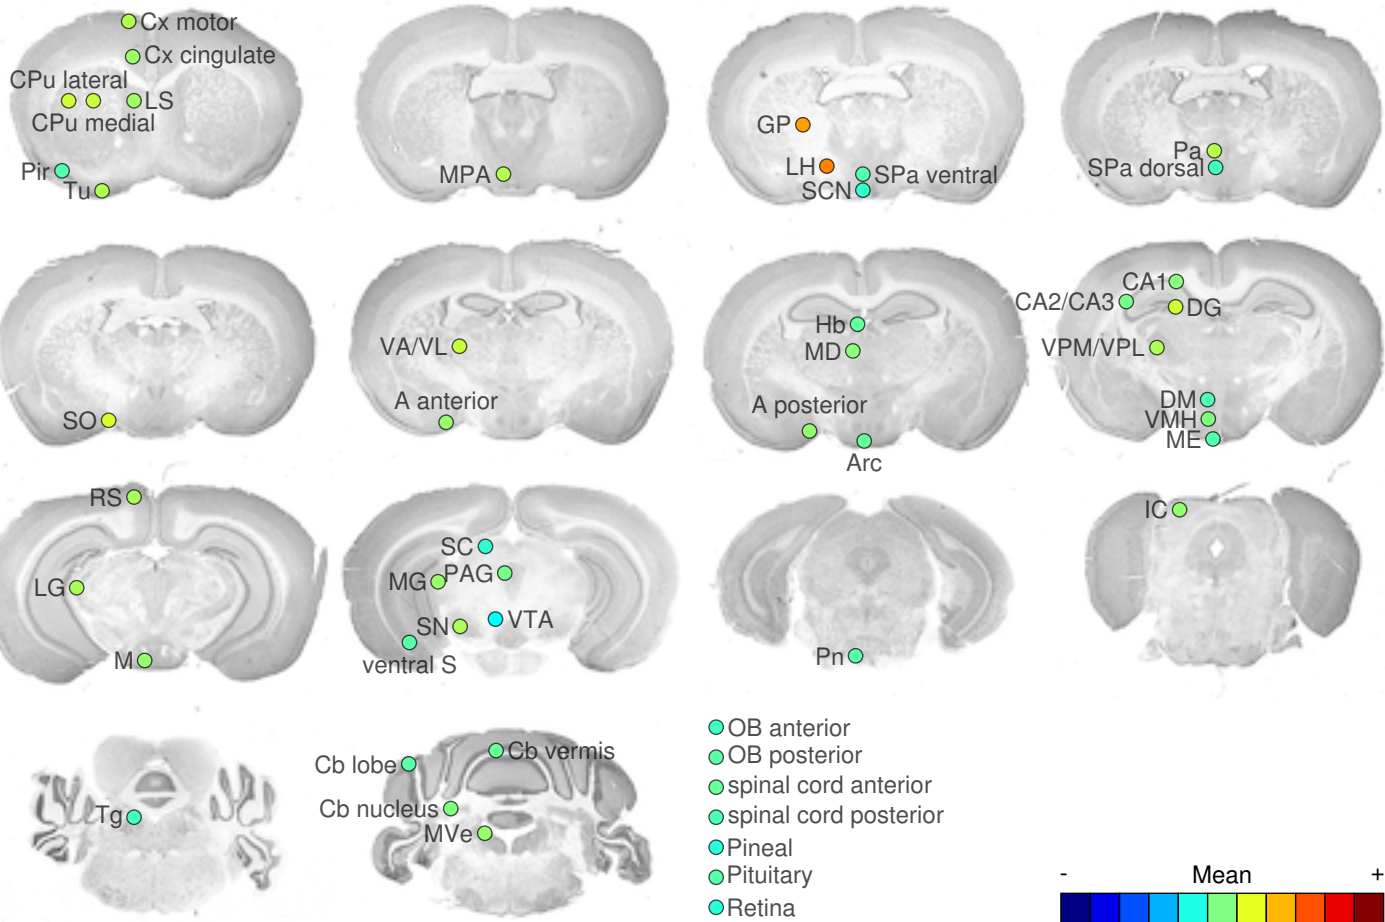 Cx motor
Cx cingulate
CPu lateral
LS
CPu medial
Pir
Tu
MPA
GP
LH
SPa ventral
SCN
Pa
SPa dorsal
SO
VA/VL
A anterior
Hb
MD
A posterior
Arc
CA1
CA2/CA3
DG
VPM/VPL
DM
VMH
ME
RS
LG
M
SC
MG
PAG
SN
VTA
ventral S
Pn
IC
Tg
Cb lobe
Cb vermis
Cb nucleus
MVe
OB anterior
OB posterior
spinal cord anterior
spinal cord posterior
Pineal
Pituitary
Retina
- Mean +